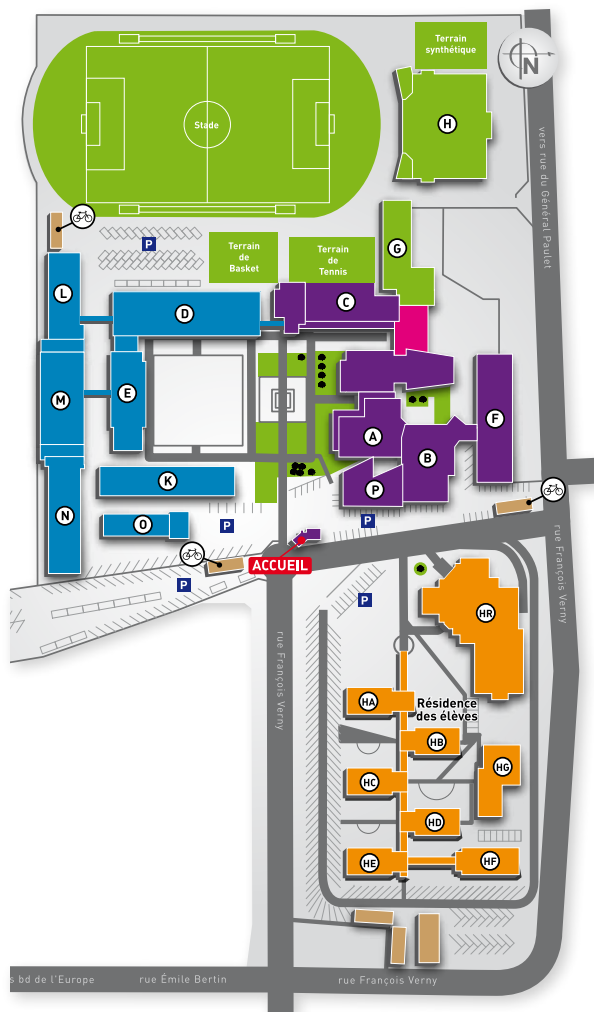 Terrain
synthétique
N
Stade
H
vers rue du Général Paulet
P
Terrain
de
Basket
Terrain
de
Tennis
G
L
D
C
M
E
F
A
B
K
P
N
O
P
P
ACCUEIL
P
P
rue François Verny
rue François Verny
HR
HA
Résidence
des élèves
HB
HC
HG
HD
HE
HF
s bd de l'Europe
rue Émile Bertin
rue François Verny